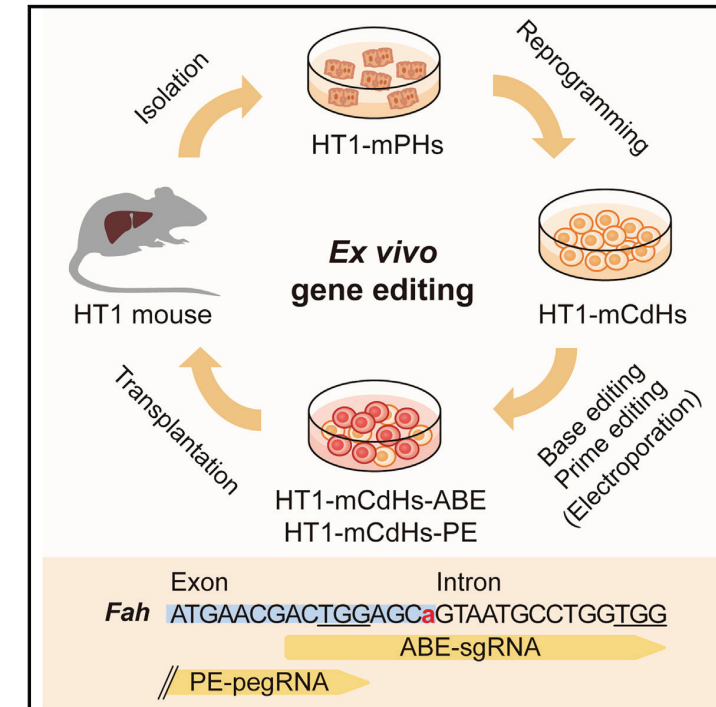 Isolation
Reprogramming
HT1-mPHs
Ex vivo
gene editing
HT1 mouse
HT1-mCdHs
Transplantation
Base editing
Prime editing
(Electroporation)
HT1-mCdHs-ABE
HT1-mCdHs-PE
Exon Intron
Fah ATGAACGACTGGAGCaGTAATGCCTGGTGG
ABE-sgRNA
PE-pegRNA